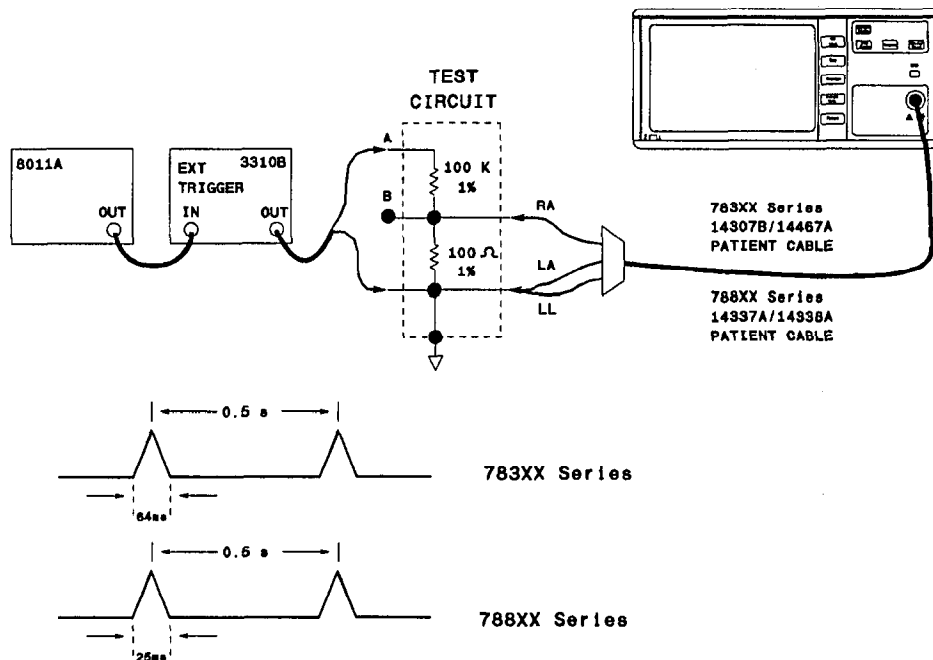 TEST
CIRCUIT
8011A
OUT
EXT
TRIGGER
3310B
IN
OUT
A
100 K
1%
B
100 Ω
1%
RA
LA
LL
783XX Series
14307B/14467A
PATIENT CABLE
788XX Series
14337A/14338A
PATIENT CABLE
0.5 s
64ms
783XX Series
0.5 s
25ms
788XX Series